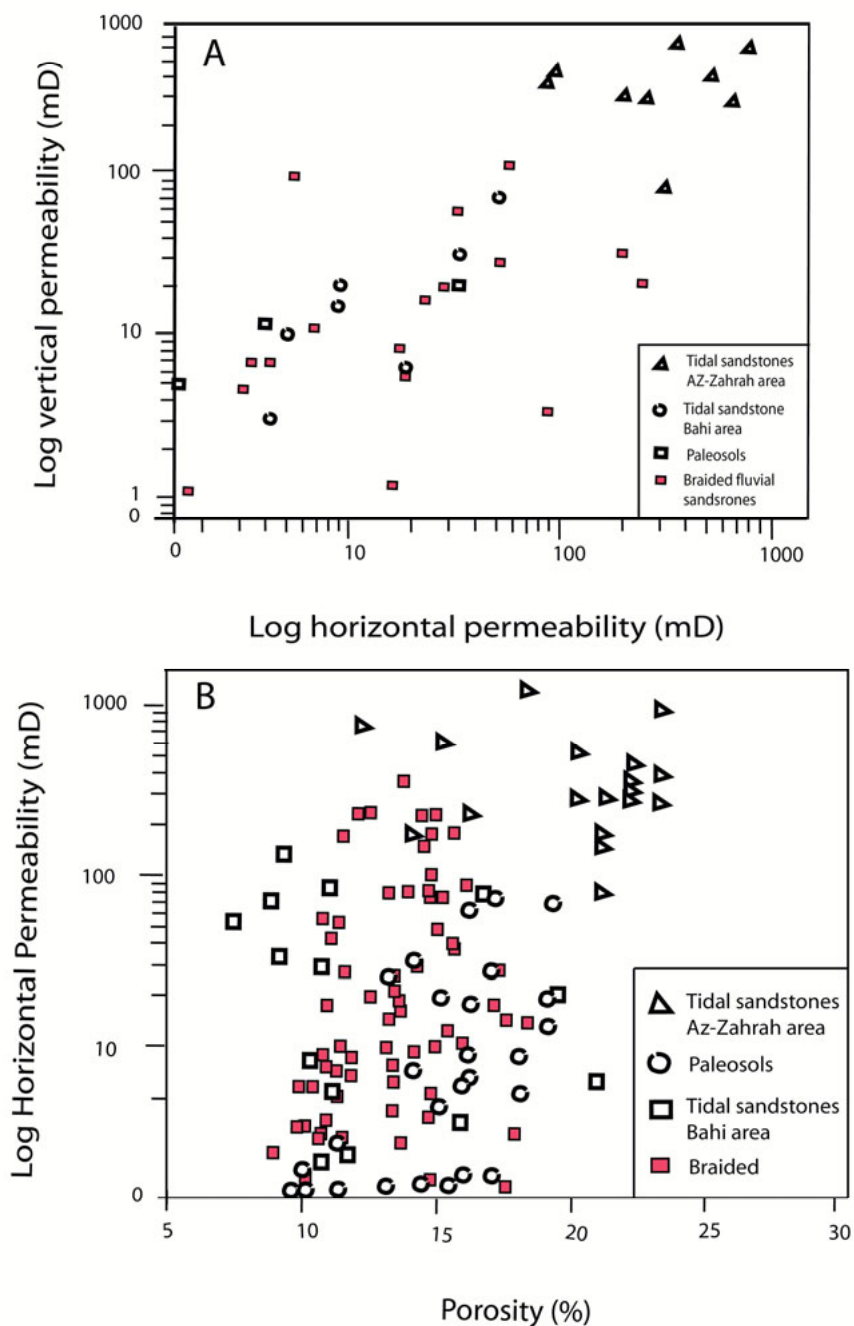 A
1000
100
10
1
0
Log vertical permeability (mD)
0
10
100
1000
Log horizontal permeability (mD)
Tidal sandstones
AZ-Zahrah area
Tidal sandstone
Bahi area
Paleosols
Braided fluvial
sandsrones
B
1000
100
10
0
Log Horizontal Permeability (mD)
5
10
15
20
25
30
Porosity (%)
Tidal sandstones
Az-Zahrah area
Paleosols
Tidal sandstones
Bahi area
Braided